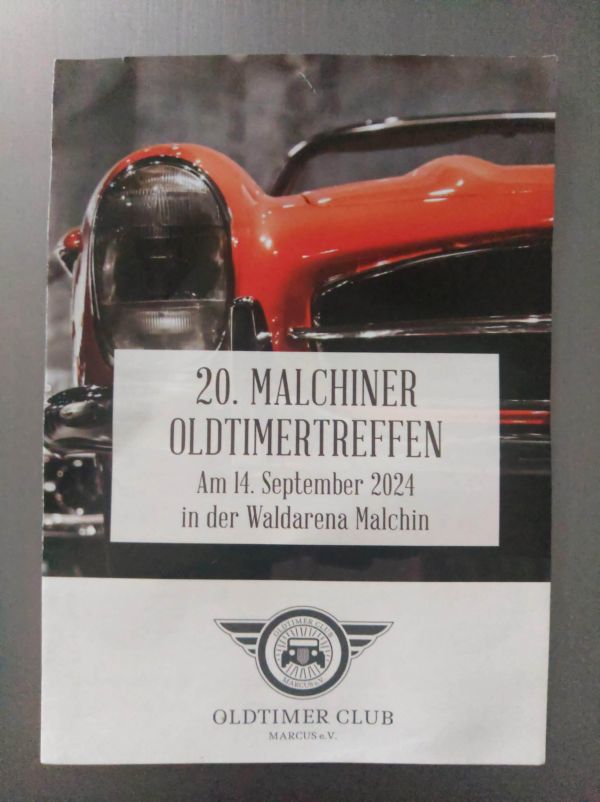 20. MALCHINER
OLDTIMERTREFFEN
Am 14. September 2024
in der Waldarena Malchin
OLDTIMER CLUB
MARCUS e.V.
OLDTIMER CLUB
MARCUS e.V.